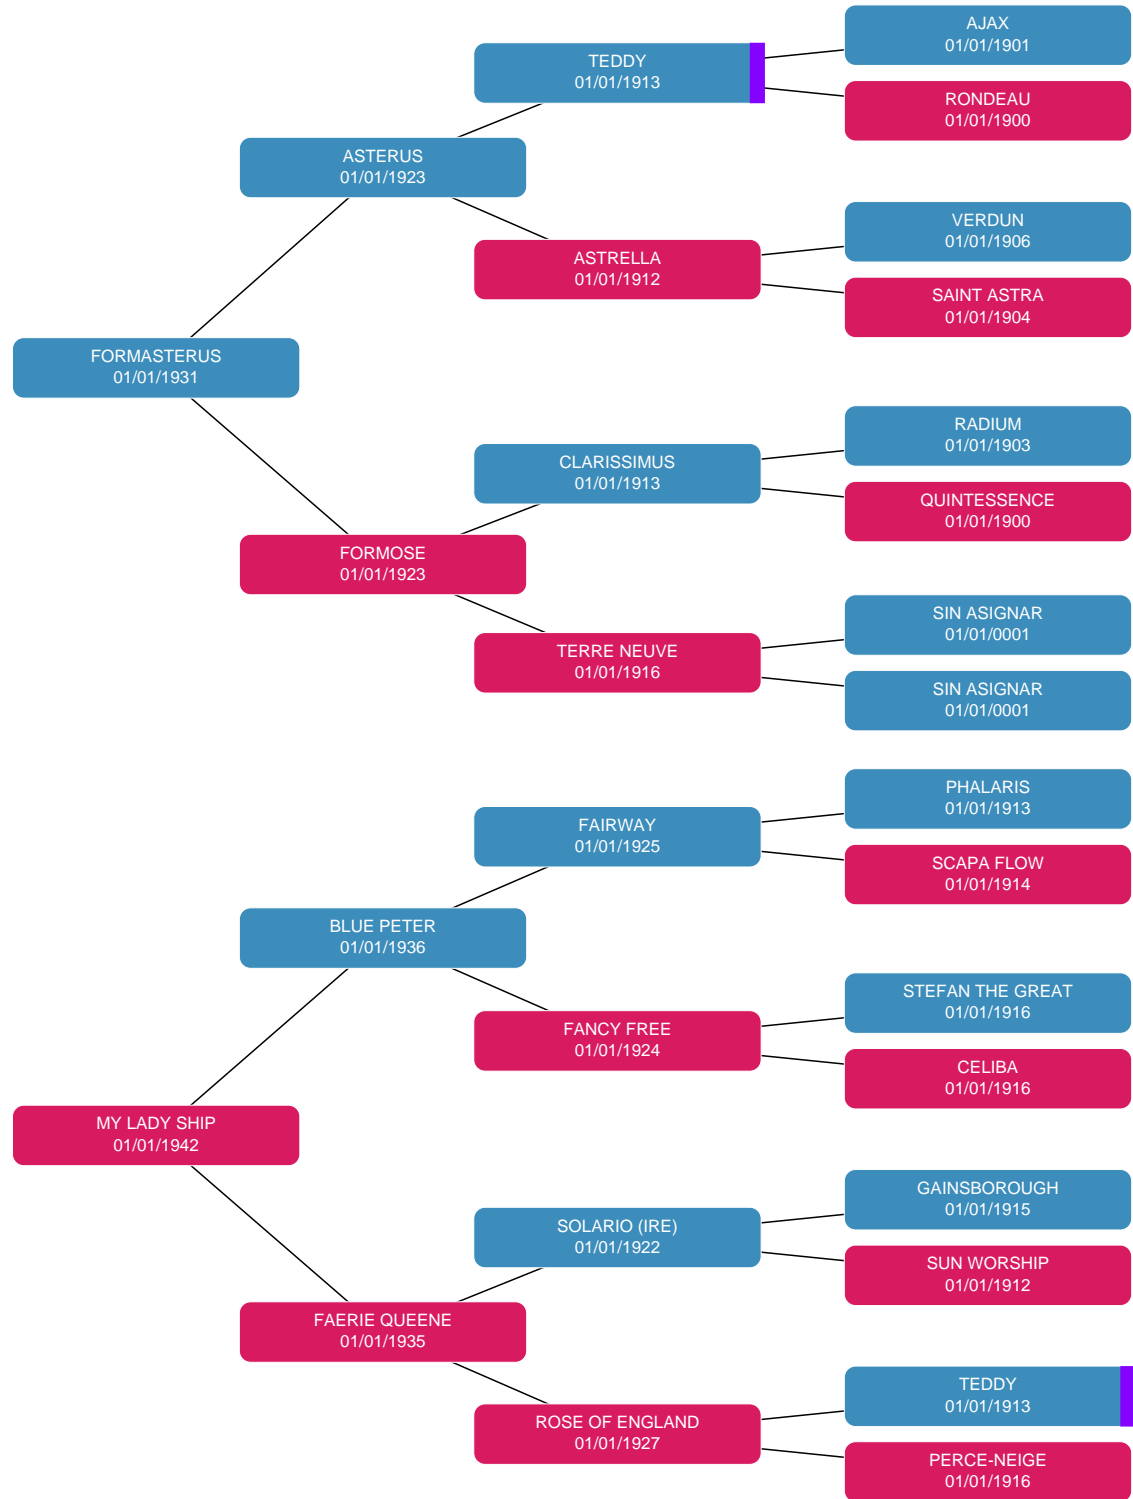 AJAX
01/01/1901
TEDDY
01/01/1913
RONDEAU
01/01/1900
ASTERUS
01/01/1923
VERDUN
01/01/1906
ASTRELLA
01/01/1912
SAINT ASTRA
01/01/1904
FORMASTERUS
01/01/1931
RADIUM
01/01/1903
CLARISSIMUS
01/01/1913
QUINTESSENCE
01/01/1900
FORMOSE
01/01/1923
SIN ASIGNAR
01/01/0001
TERRE NEUVE
01/01/1916
SIN ASIGNAR
01/01/0001
PHALARIS
01/01/1913
FAIRWAY
01/01/1925
SCAPA FLOW
01/01/1914
BLUE PETER
01/01/1936
STEFAN THE GREAT
01/01/1916
FANCY FREE
01/01/1924
CELIBA
01/01/1916
MY LADY SHIP
01/01/1942
GAINSBOROUGH
01/01/1915
SOLARIO (IRE)
01/01/1922
SUN WORSHIP
01/01/1912
FAERIE QUEENE
01/01/1935
TEDDY
01/01/1913
ROSE OF ENGLAND
01/01/1927
PERCE-NEIGE
01/01/1916